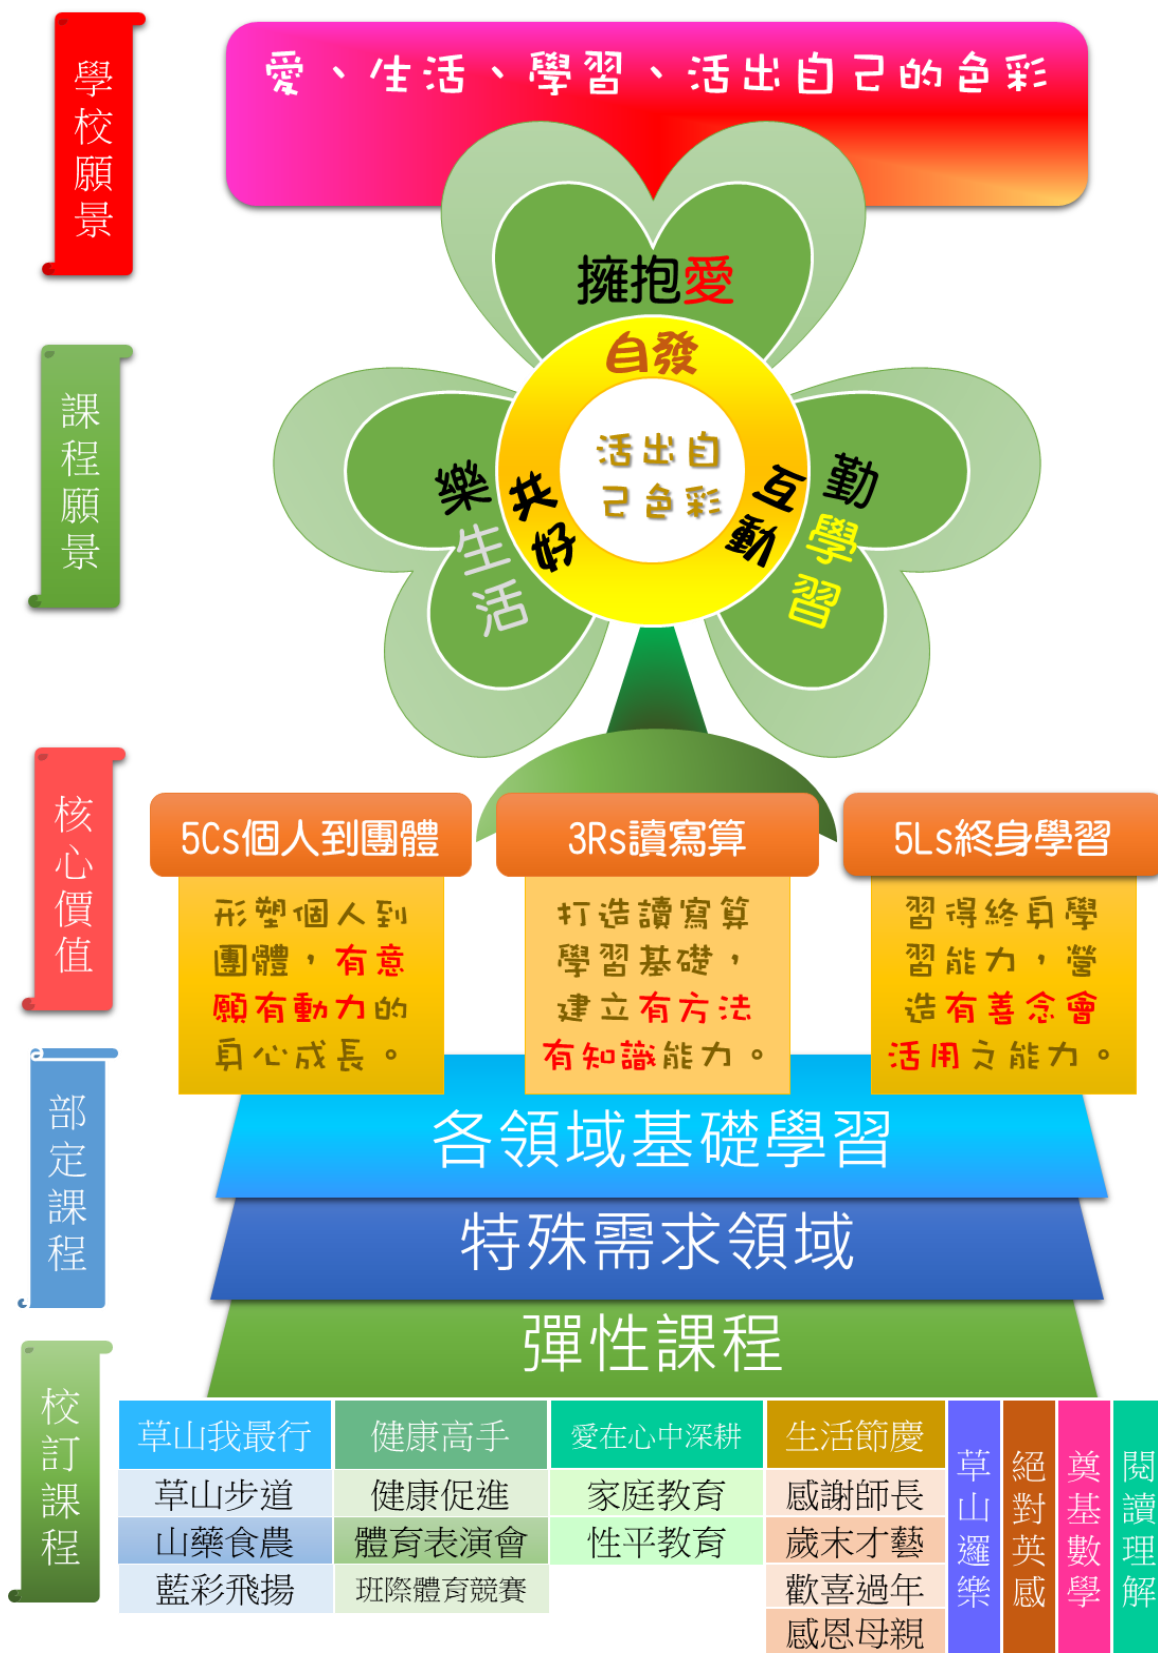 學校願景
愛、生活、學習、活出自己的色彩
課程願景
擁抱愛
自發
活出自
己色彩
樂生活
共好
互動
勤學習
核心價值
5Cs個人到團體
形塑個人到
團體，有意
願有動力的
身心成長。
3Rs讀寫算
打造讀寫算
學習基礎，
建立有方法
有知識能力。
5Ls終身學習
習得終身學
習能力，營
造有善念會
活用之能力。
部定課程
各領域基礎學習
特殊需求領域
校訂課程
彈性課程
草山我最行
草山步道
山藥食農
藍彩飛揚
健康高手
健康促進
體育表演會
班際體育競賽
愛在心中深耕
家庭教育
性平教育
生活節慶
感謝師長
歲末才藝
歡喜過年
感恩母親
草山邏樂
絕對英感
奠基數學
閱讀理解